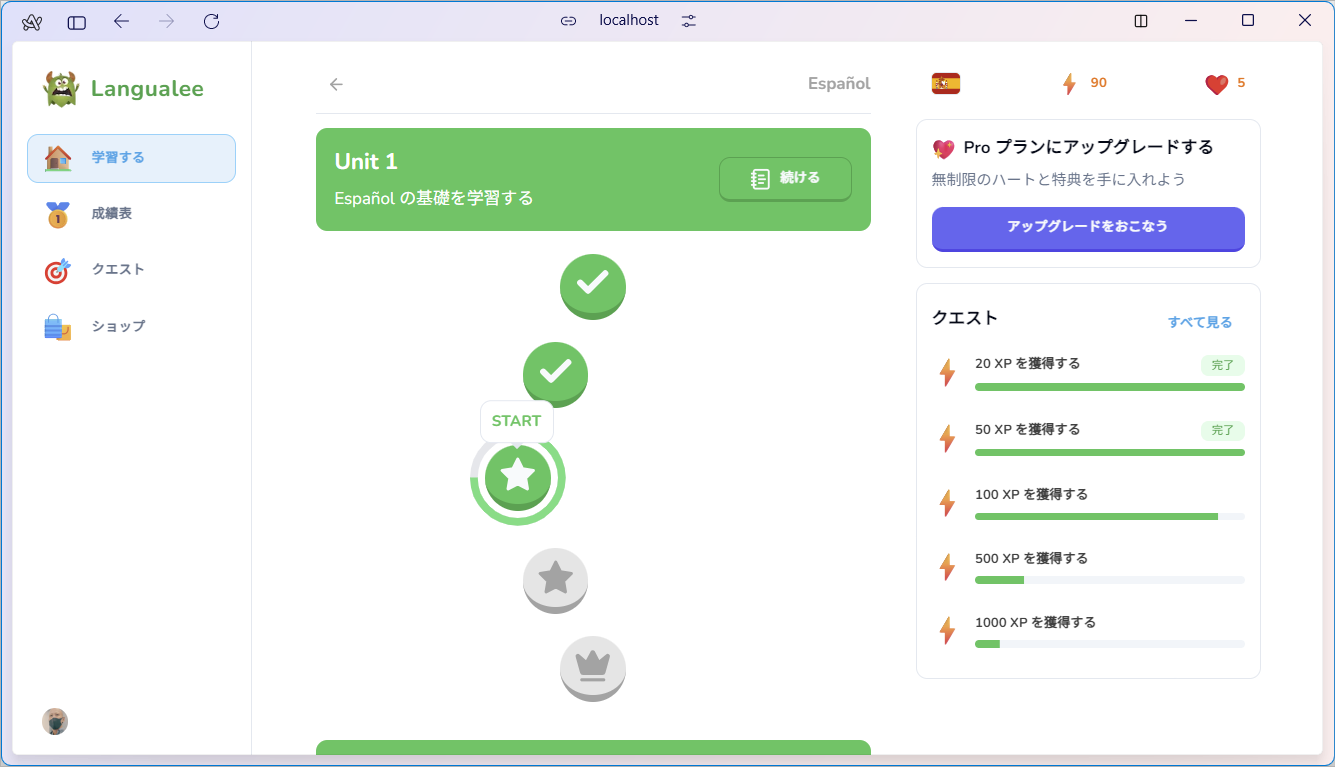 localhost
Langualee
学習する
成績表
クエスト
ショップ
Español
Unit 1
Español の基礎を学習する
続ける
START
90
5
Pro プランにアップグレードする
無制限のハートと特典を手に入れよう
アップグレードをおこなう
クエスト
すべて見る
20 XP を獲得する
完了
50 XP を獲得する
完了
100 XP を獲得する
500 XP を獲得する
1000 XP を獲得する